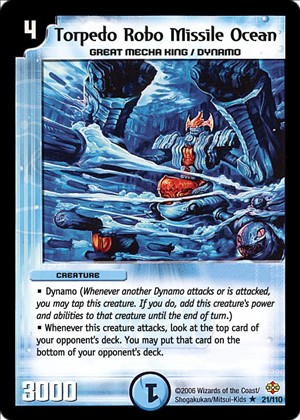 4 Torpedo Robo Missile Ocean
GREAT MECHA KING / DYNAMO
CREATURE
▪ Dynamo (Whenever another Dynamo attacks or is attacked,
you may tap this creature. If you do, add this creature's power
and abilities to that creature until the end of turn.)
▪ Whenever this creature attacks, look at the top card of
your opponent's deck. You may put that card on the
bottom of your opponent's deck.
3000
1
©2006 Wizards of the Coast/
Shogakukan/Mitsui-Kids ★ 21/110